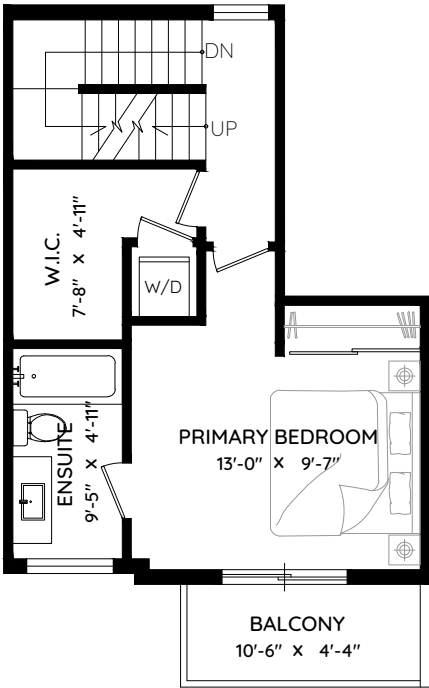 DN
UP
W.I.C.
7'-8" x 4'-11"
W/D
PRIMARY BEDROOM
13'-0" x 9'-7"
ENSUITE
9'-5" x 4'-11"
BALCONY
10'-6" x 4'-4"